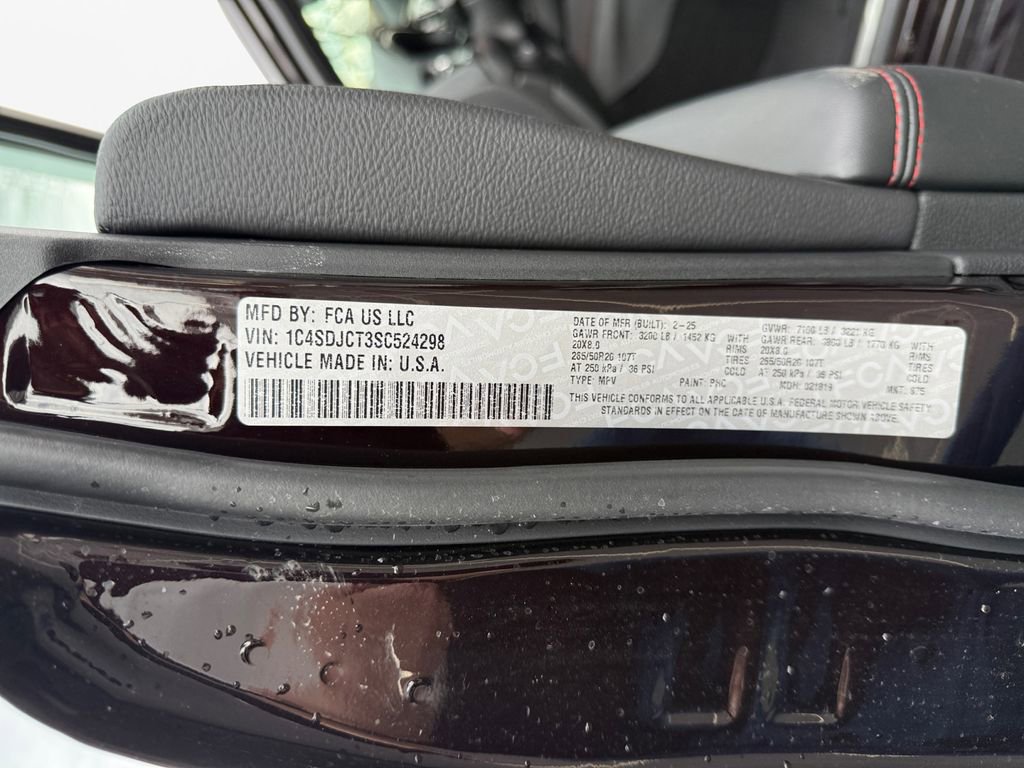 MFD BY: FCA US LLC
VIN: 1C4SDJCT3SC524298
VEHICLE MADE IN: U.S.A.
DATE OF MFR (BUILT): 2-25 GVWR: 7100 LB / 3221 KG
GAWR FRONT: 3200 LB / 1452 KG WITH GAWR REAR: 3900 LB / 1770 KG WITH
20X8.0 RIMS 20X8.0 RIMS
265/50R20 107T TIRES 265/50R20 107T TIRES
AT 250 kPa / 36 PSI COLD AT 250 kPa / 36 PSI COLD
TYPE: MPV PAINT: MDH: 021819 MKT:
THIS VEHICLE CONFORMS TO ALL APPLICABLE U.S.A. FEDERAL MOTOR VEHICLE SAFETY
STANDARDS IN EFFECT ON THE DATE OF MANUFACTURE SHOWN ABOVE.